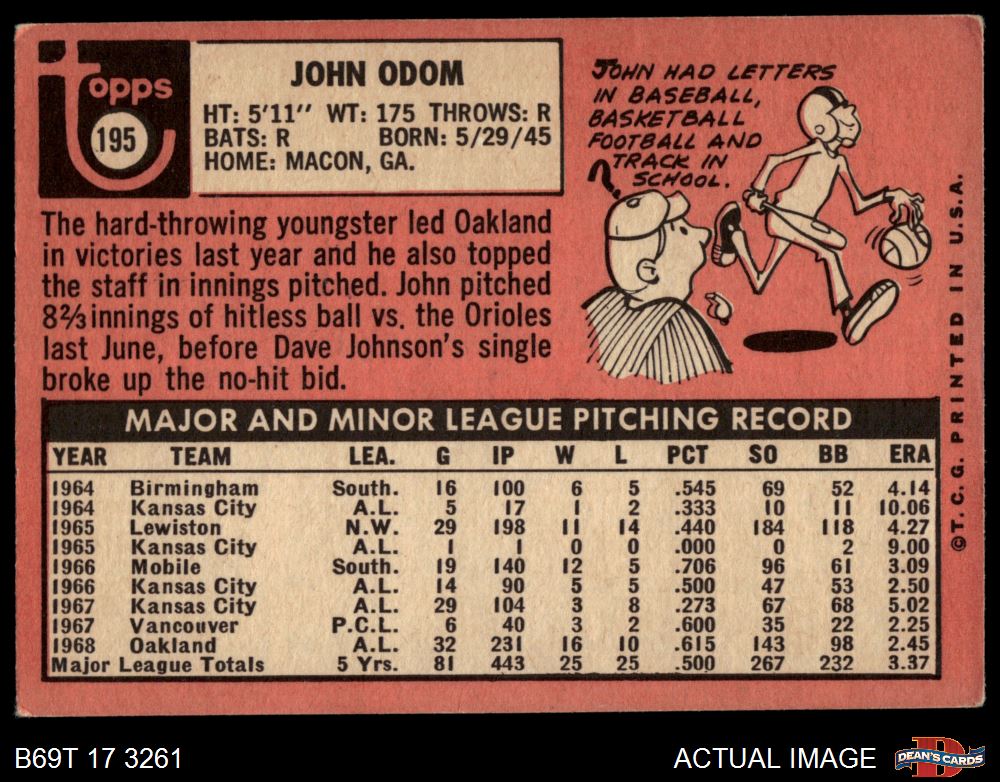 topps
195
JOHN ODOM
HT: 5'11" WT: 175 THROWS: R
BATS: R BORN: 5/29/45
HOME: MACON, GA.
The hard-throwing youngster led Oakland
in victories last year and he also topped
the staff in innings pitched. John pitched
8⅔ innings of hitless ball vs. the Orioles
last June, before Dave Johnson's single
broke up the no-hit bid.
JOHN HAD LETTERS
IN BASEBALL,
BASKETBALL
FOOTBALL AND
TRACK IN
SCHOOL.
?
MAJOR AND MINOR LEAGUE PITCHING RECORD
YEAR TEAM LEA. G IP W L PCT SO BB ERA
1964 Birmingham South. 16 100 6 5 .545 69 52 4.14
1964 Kansas City A.L. 5 17 1 2 .333 10 11 10.06
1965 Lewiston N.W. 29 198 11 14 .440 184 118 4.27
1965 Kansas City A.L. 1 1 0 0 .000 0 2 9.00
1966 Mobile South. 19 140 12 5 .706 96 61 3.09
1966 Kansas City A.L. 14 90 5 5 .500 47 53 2.50
1967 Kansas City A.L. 29 104 3 8 .273 67 68 5.02
1967 Vancouver P.C.L. 6 40 3 2 .600 35 22 2.25
1968 Oakland A.L. 32 231 16 10 .615 143 98 2.45
Major League Totals 5 Yrs. 81 443 25 25 .500 267 232 3.37
©T. C. G. PRINTED IN U.S.A.
B69T 17 3261
ACTUAL IMAGE
D
DEAN'S CARDS